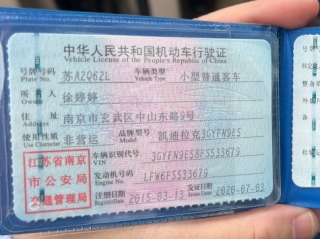 中华人民共和国机动车行驶证
Vehicle License of the People's Republic of China
号牌号码 苏A2Q62L 车辆类型 小型普通客车
Plate No. Vehicle Type
所有人 徐婷婷
Owner
住址 南京市玄武区中山东路9号
Address
使用性质 非营运 品牌型号 凯迪拉克3GYFN9E5
Use Character Model
江苏省南京市公安局交通管理局
车辆识别代号 3GYFN9E58FS533679
VIN
发动机号码 LFW6FS533679
Engine No.
注册日期 2015-03-13 发证日期 2020-07-03
Register Date Issue Date